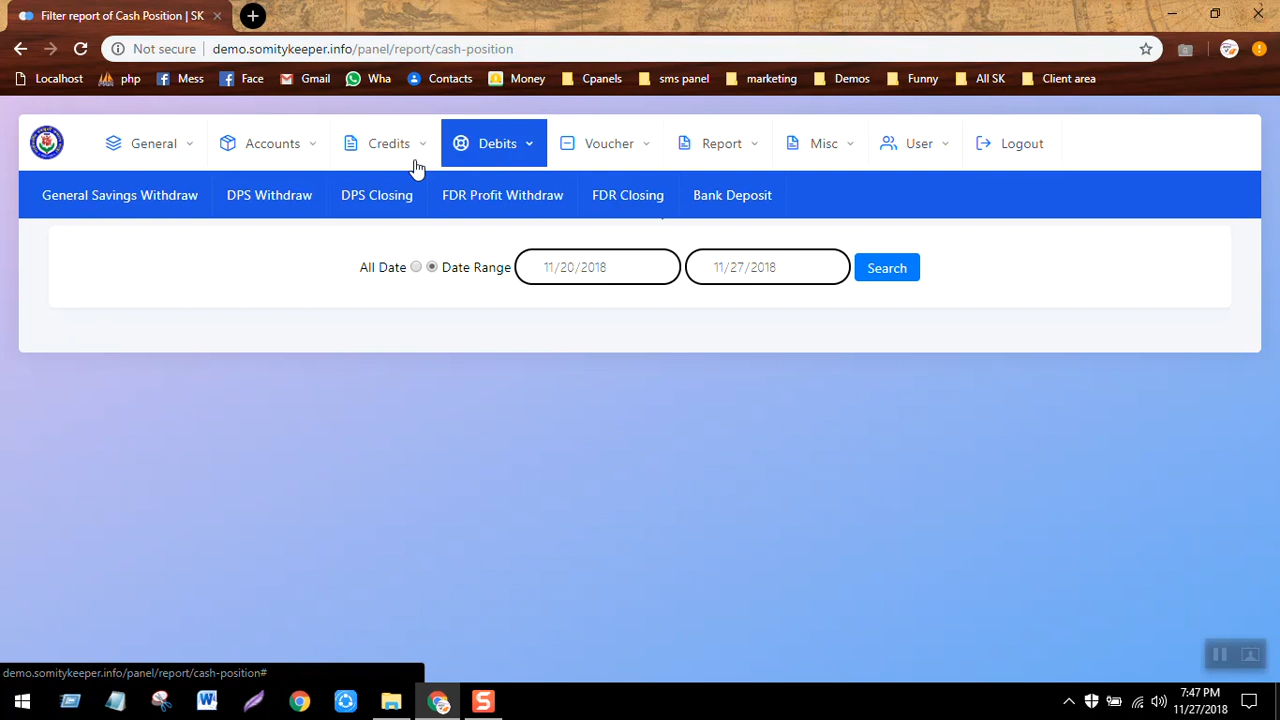 Filter report of Cash Position | SK
Not secure demo.somitykeeper.info/panel/report/cash-position
Localhost php Mess Face Gmail Wha Contacts Money Cpanels sms panel marketing Demos Funny All SK Client area
General Accounts Credits Debits Voucher Report Misc User Logout
General Savings Withdraw DPS Withdraw DPS Closing FDR Profit Withdraw FDR Closing Bank Deposit
All Date Date Range 11/20/2018 11/27/2018 Search
demo.somitykeeper.info/panel/report/cash-position#
7:47 PM
11/27/2018